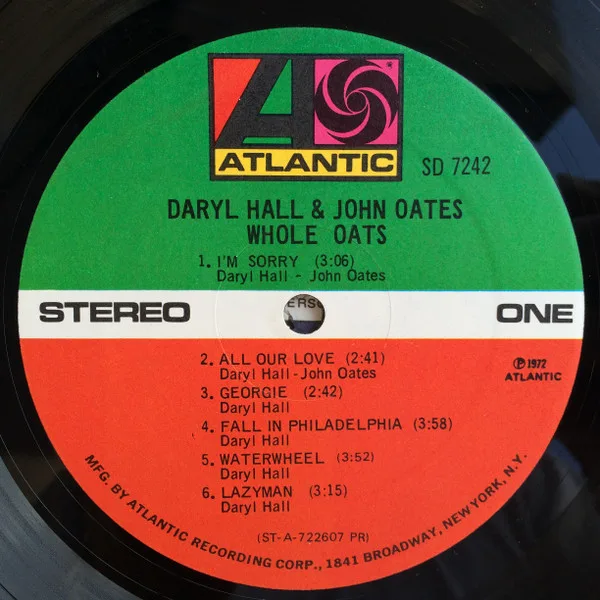 ATLANTIC
SD 7242
DARYL HALL & JOHN OATES
WHOLE OATS
1. I'M SORRY (3:06)
Daryl Hall - John Oates
STEREO
ONE
2. ALL OUR LOVE (2:41)
Daryl Hall - John Oates
℗ 1972
ATLANTIC
3. GEORGIE (2:42)
Daryl Hall
4. FALL IN PHILADELPHIA (3:58)
Daryl Hall
5. WATERWHEEL (3:52)
Daryl Hall
6. LAZYMAN (3:15)
Daryl Hall
(ST-A-722607 PR)
MFG. BY ATLANTIC RECORDING CORP., 1841 BROADWAY, NEW YORK, N.Y.